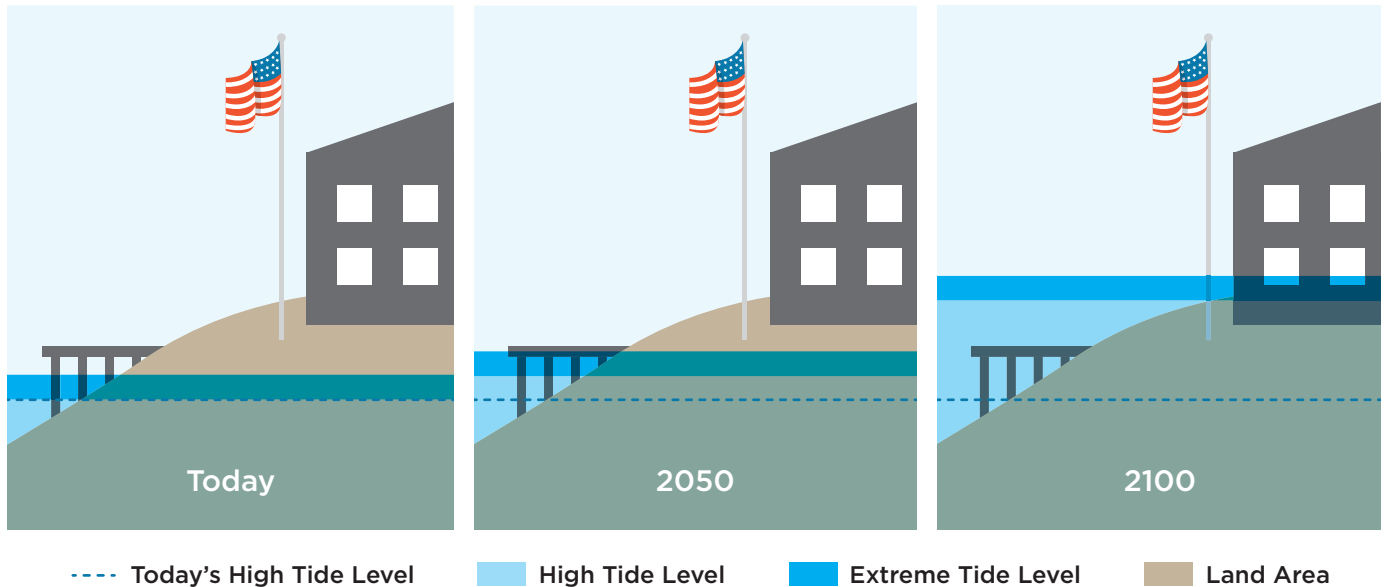 Today
2050
2100
Today's High Tide Level
High Tide Level
Extreme Tide Level
Land Area